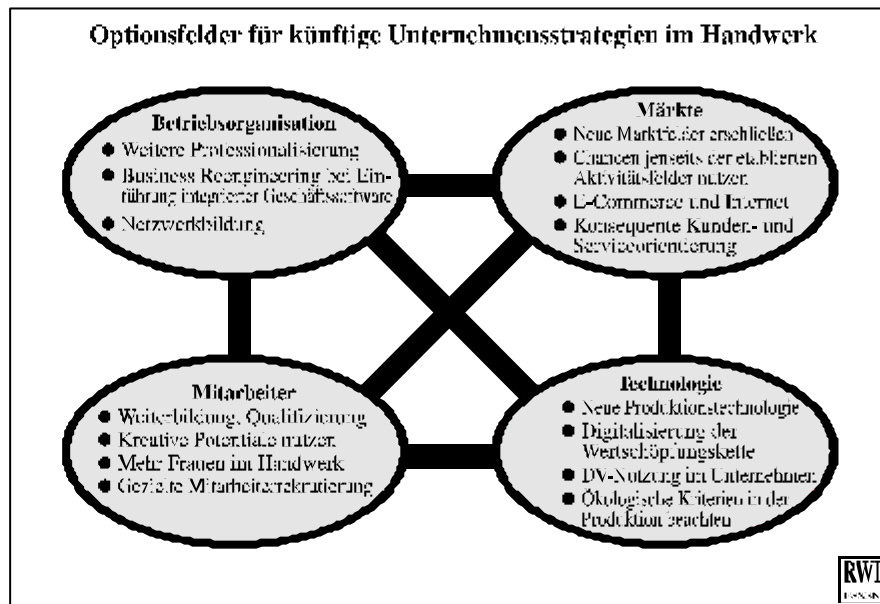 Optionsfelder für künftige Unternehmensstrategien im Handwerk
Betriebsorganisation
● Weitere Professionalisierung
● Business Reengineering bei Ein-
führung integrierter Geschäftssoftware
● Netzwerkbildung
Märkte
● Neue Marktfelder erschließen
● Chancen jenseits der etablierten
Aktivitätsfelder nutzen
● E-Commerce und Internet
● Konsequente Kunden- und
Serviceorientierung
Mitarbeiter
● Weiterbildung, Qualifizierung
● Kreative Potentiale nutzen
● Mehr Frauen im Handwerk
● Gezielte Mitarbeiterrekrutierung
Technologie
● Neue Produktionstechnologie
● Digitalisierung der
Wertschöpfungskette
● DV-Nutzung im Unternehmen
● Ökologische Kriterien in der
Produktion beachten
RWI